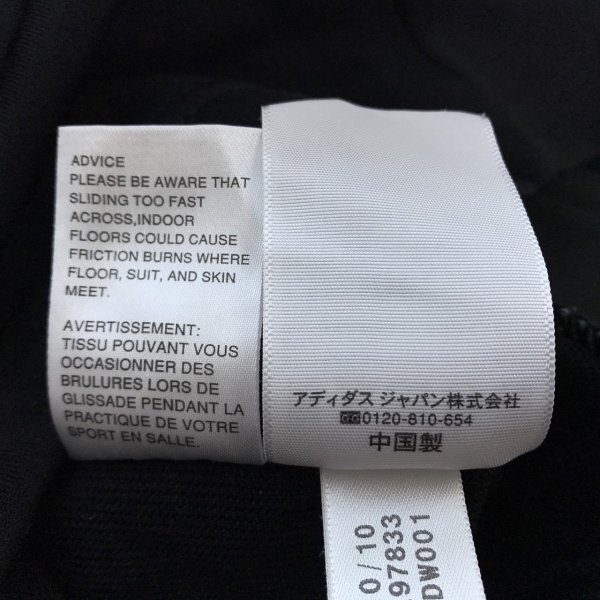 ADVICE
PLEASE BE AWARE THAT
SLIDING TOO FAST
ACROSS,INDOOR
FLOORS COULD CAUSE
FRICTION BURNS WHERE
FLOOR, SUIT, AND SKIN
MEET.
AVERTISSEMENT:
TISSU POUVANT VOUS
OCCASIONNER DES
BRULURES LORS DE
GLISSADE PENDANT LA
PRACTIQUE DE VOTRE
SPORT EN SALLE.
アディダス ジャパン株式会社
0120-810-654
中国製
0/10
97833
DW001